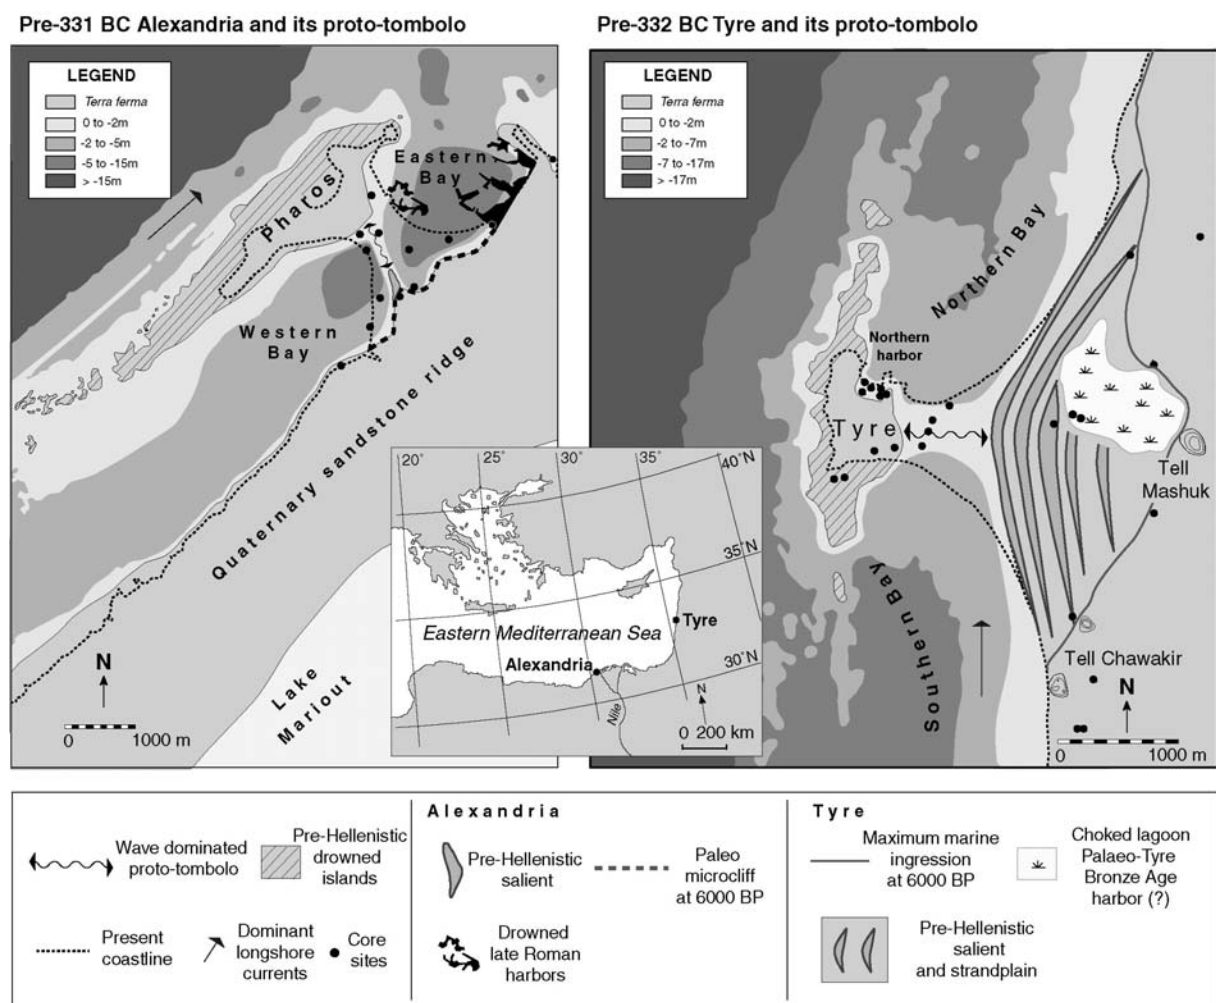 Pre-331 BC Alexandria and its proto-tombolo
LEGEND
Terra ferma
0 to -2m
-2 to -5m
-5 to -15m
> -15m
Pharos
Eastern
Bay
Western
Bay
Quaternary sandstone ridge
Lake
Mariout
N
0 1000 m
Pre-332 BC Tyre and its proto-tombolo
LEGEND
Terra ferma
0 to -2m
-2 to -7m
-7 to -17m
> -17m
Northern Bay
Northern
harbor
Tyre
Tell
Mashuk
Southern Bay
Tell Chawakir
N
0 1000 m
20°
25°
30°
35°
40°N
35°N
30°N
Eastern Mediterranean Sea
Tyre
Alexandria
Nile
N
0 200 km
Wave dominated
proto-tombolo
Pre-Hellenistic
drowned
islands
Present
coastline
Dominant
longshore
currents
Core
sites
Alexandria
Pre-Hellenistic
salient
Paleo
microcliff
at 6000 BP
Drowned
late Roman
harbors
Tyre
Maximum marine
ingression
at 6000 BP
Choked lagoon
Palaeo-Tyre
Bronze Age
harbor (?)
Pre-Hellenistic
salient
and strandplain